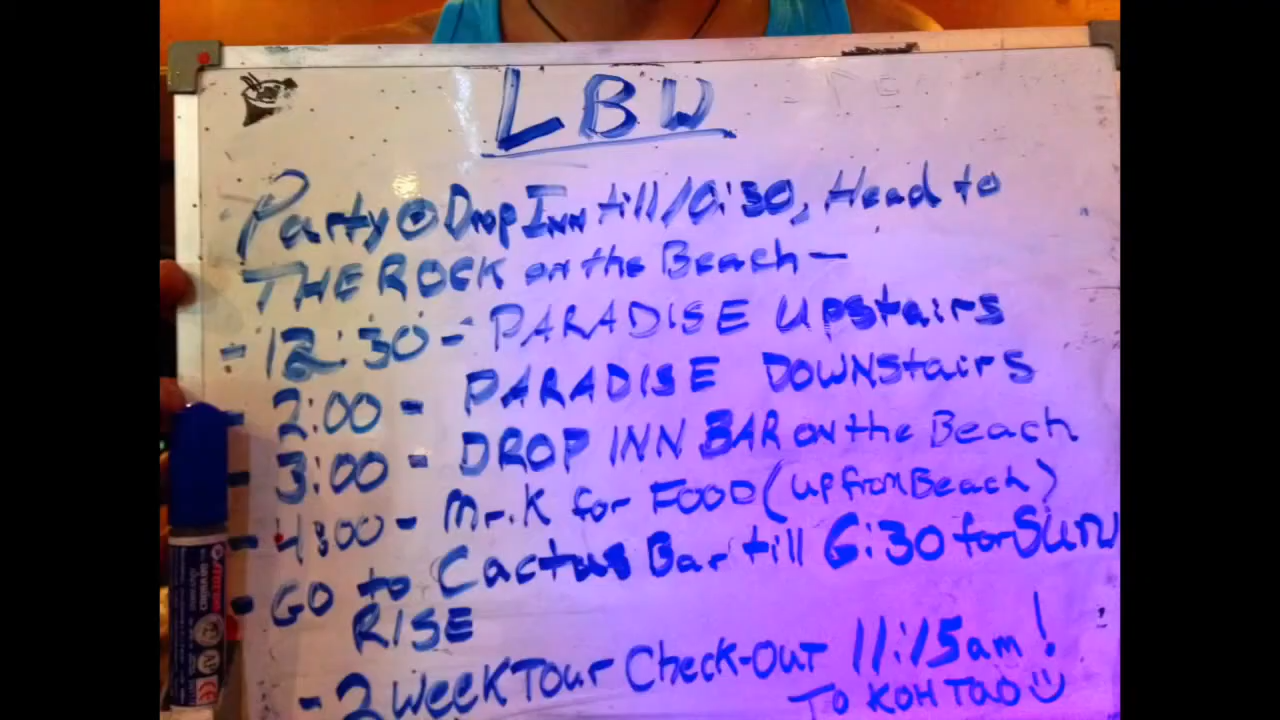 LBW
Party @ Drop Inn till 10:30, Head to
THE ROCK on the Beach –
- 12:30 - PARADISE Upstairs
- 2:00 - PARADISE DOWNStairs
- 3:00 - DROP INN BAR on the Beach
- 4:00 - Mr.K for FOOD (up from Beach)
- GO to Cactus Bar till 6:30 for SUN
RISE
- 2 week Tour Check-Out 11:15am!
To KOH TAO